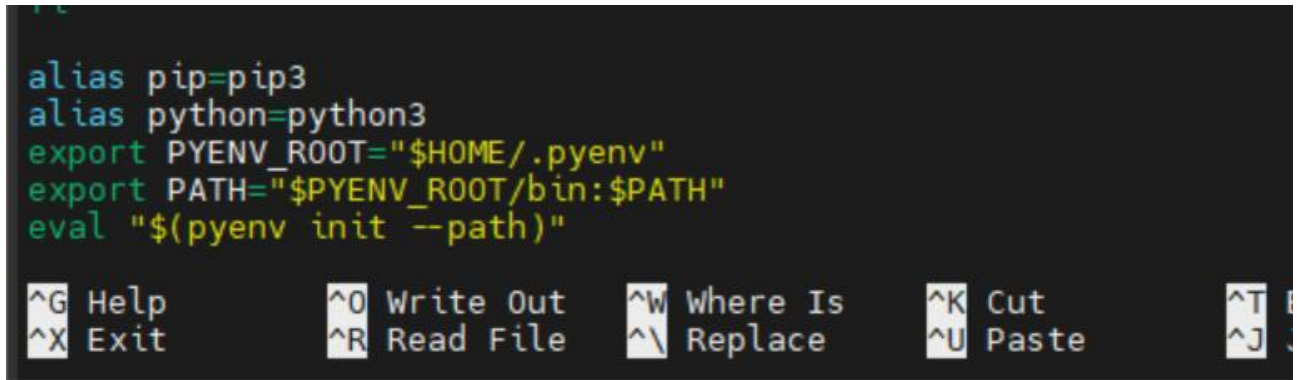 alias pip=pip3
alias python=python3
export PYENV_ROOT="$HOME/.pyenv"
export PATH="$PYENV_ROOT/bin:$PATH"
eval "$(pyenv init --path)"
^G Help ^O Write Out ^W Where Is ^K Cut ^T
^X Exit ^R Read File ^\ Replace ^U Paste ^J